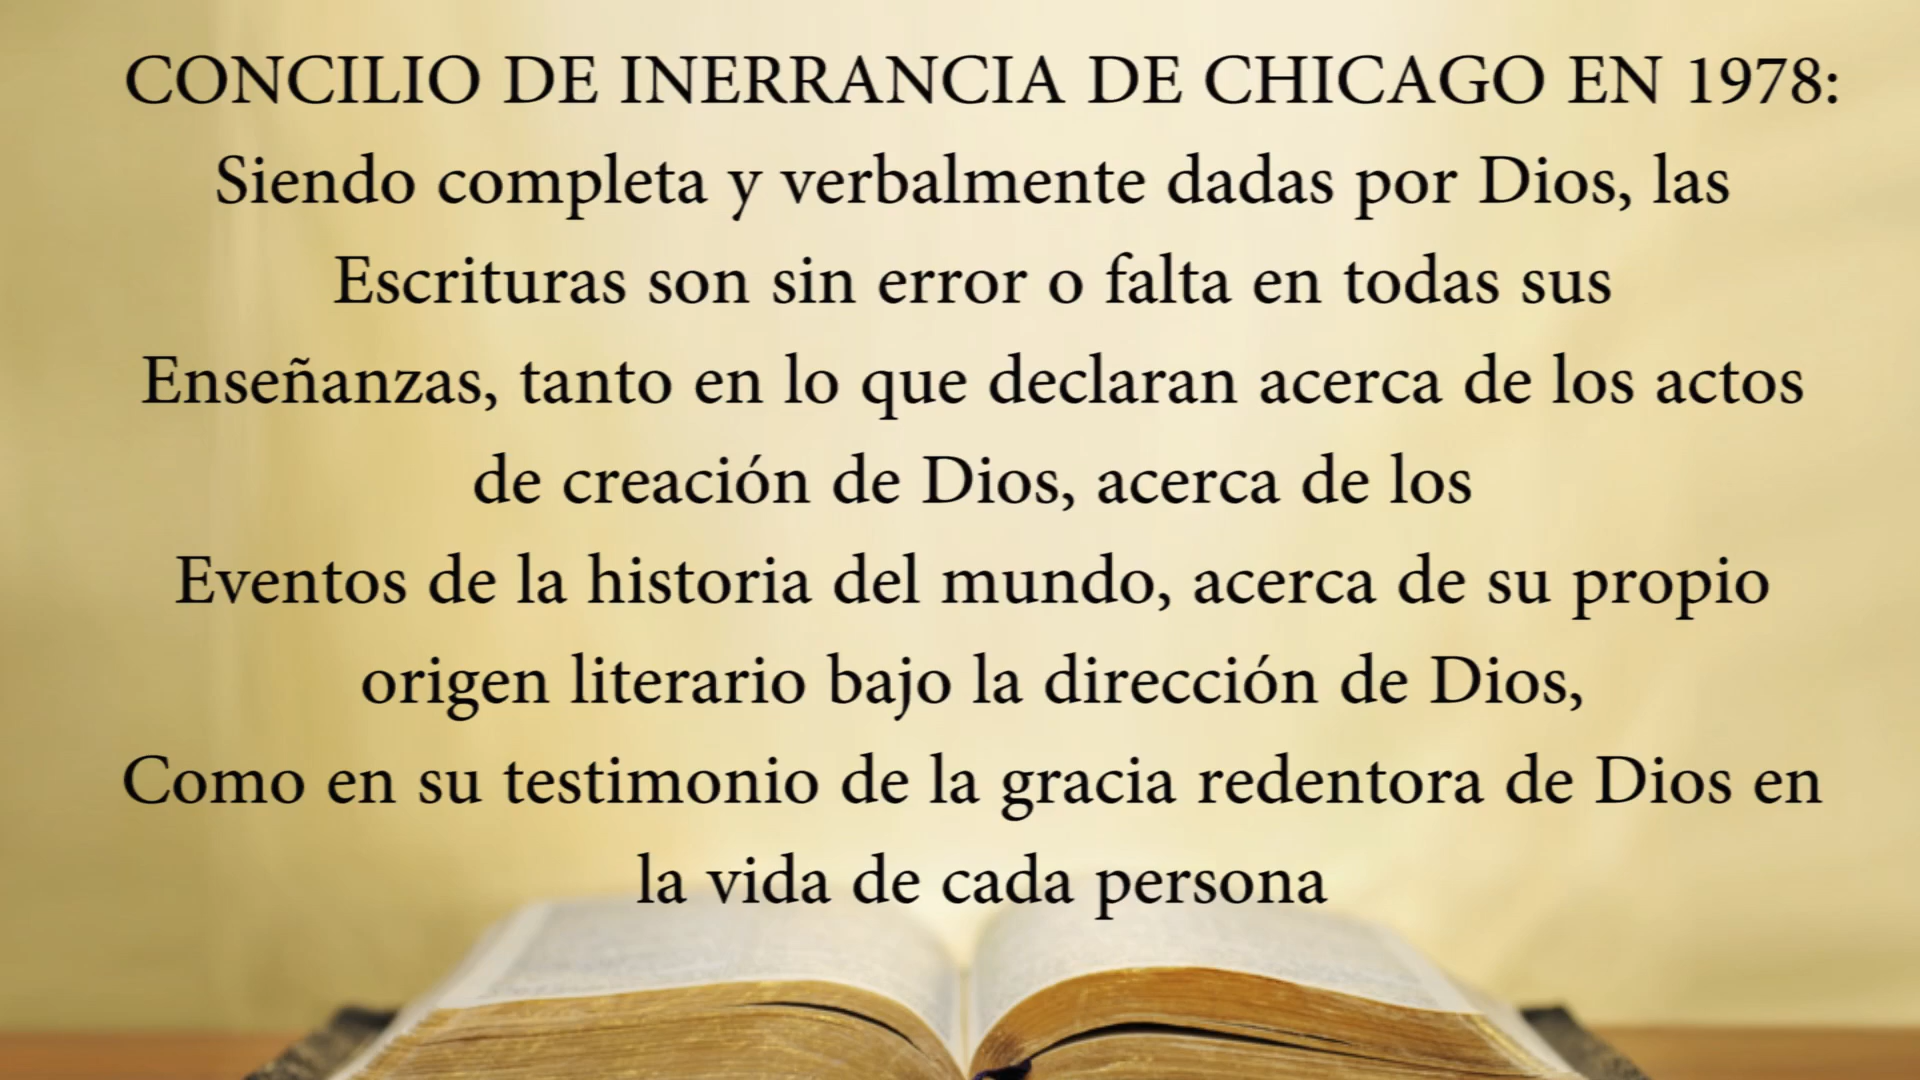 CONCILIO DE INERRANCIA DE CHICAGO EN 1978:
Siendo completa y verbalmente dadas por Dios, las
Escrituras son sin error o falta en todas sus
Enseñanzas, tanto en lo que declaran acerca de los actos
de creación de Dios, acerca de los
Eventos de la historia del mundo, acerca de su propio
origen literario bajo la dirección de Dios,
Como en su testimonio de la gracia redentora de Dios en
la vida de cada persona